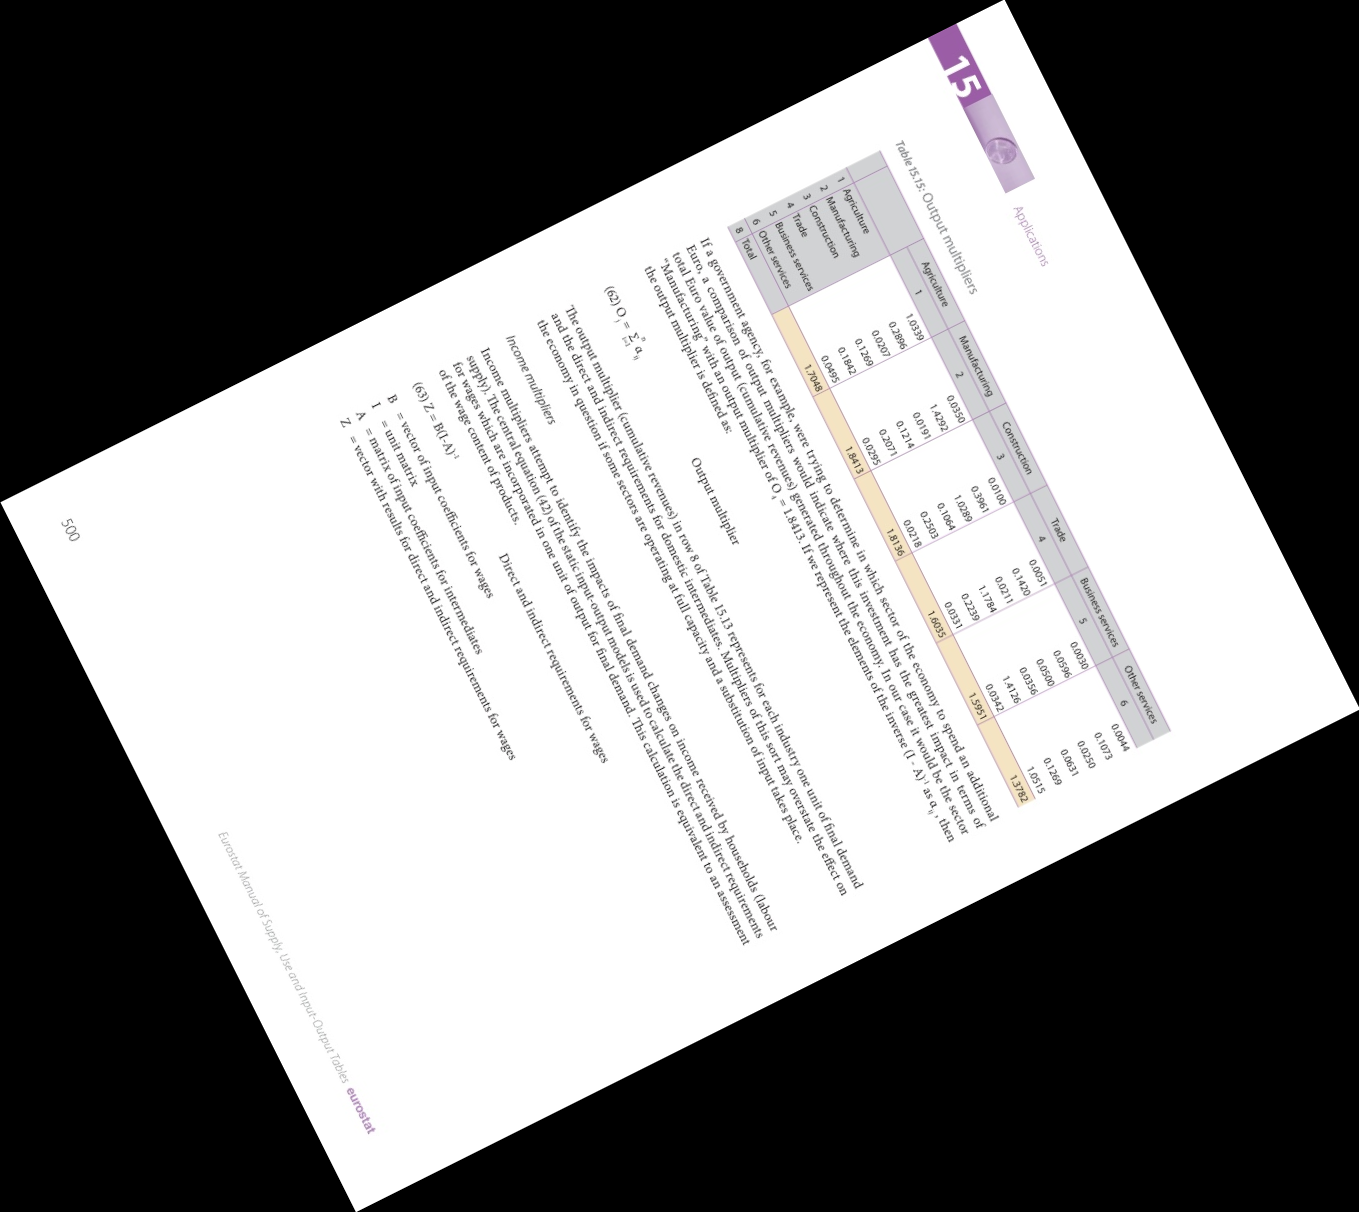 15
Applications
Table 15.15: Output multipliers
Agriculture Manufacturing Construction Trade Business services Other services
1 2 3 4 5 6
1 Agriculture 1.0339 0.0350 0.0100 0.0051 0.0030 0.0044
2 Manufacturing 0.2896 1.4292 0.3961 0.1420 0.0596 0.1073
3 Construction 0.0207 0.0191 1.0289 0.0211 0.0500 0.0250
4 Trade 0.1269 0.1214 0.1064 1.1784 0.0356 0.0631
5 Business services 0.1842 0.2071 0.2503 0.2239 1.4126 0.1269
6 Other services 0.0495 0.0295 0.0218 0.0331 0.0342 1.0515
8 Total 1.7048 1.8413 1.8136 1.6035 1.5951 1.3782
If a government agency, for example, were trying to determine in which sector of the economy to spend an additional
Euro, a comparison of output multipliers would indicate where this investment has the greatest impact in terms of
total Euro value of output (cumulative revenues) generated throughout the economy. In our case it would be the sector
"Manufacturing" with an output multiplier of O₄ = 1.8413. If we represent the elements of the inverse (I - A)⁻¹ as αᵢⱼ, then
the output multiplier is defined as:
Output multiplier
(62) Oⱼ = Σⁿᵢ₌₁ αᵢⱼ
The output multiplier (cumulative revenues) in row 8 of Table 15.13 represents for each industry one unit of final demand
and the direct and indirect requirements for domestic intermediates. Multipliers of this sort may overstate the effect on
the economy in question if some sectors are operating at full capacity and a substitution of input takes place.
Income multipliers
Income multipliers attempt to identify the impacts of final demand changes on income received by households (labour
supply). The central equation (42) of the static input-output models is used to calculate the direct and indirect requirements
for wages which are incorporated in one unit of output for final demand. This calculation is equivalent to an assessment
of the wage content of products.
Direct and indirect requirements for wages
(63) Z = B(I-A)⁻¹
B = vector of input coefficients for wages
I = unit matrix
A = matrix of input coefficients for intermediates
Z = vector with results for direct and indirect requirements for wages
500
Eurostat Manual of Supply, Use and Input-Output Tables eurostat